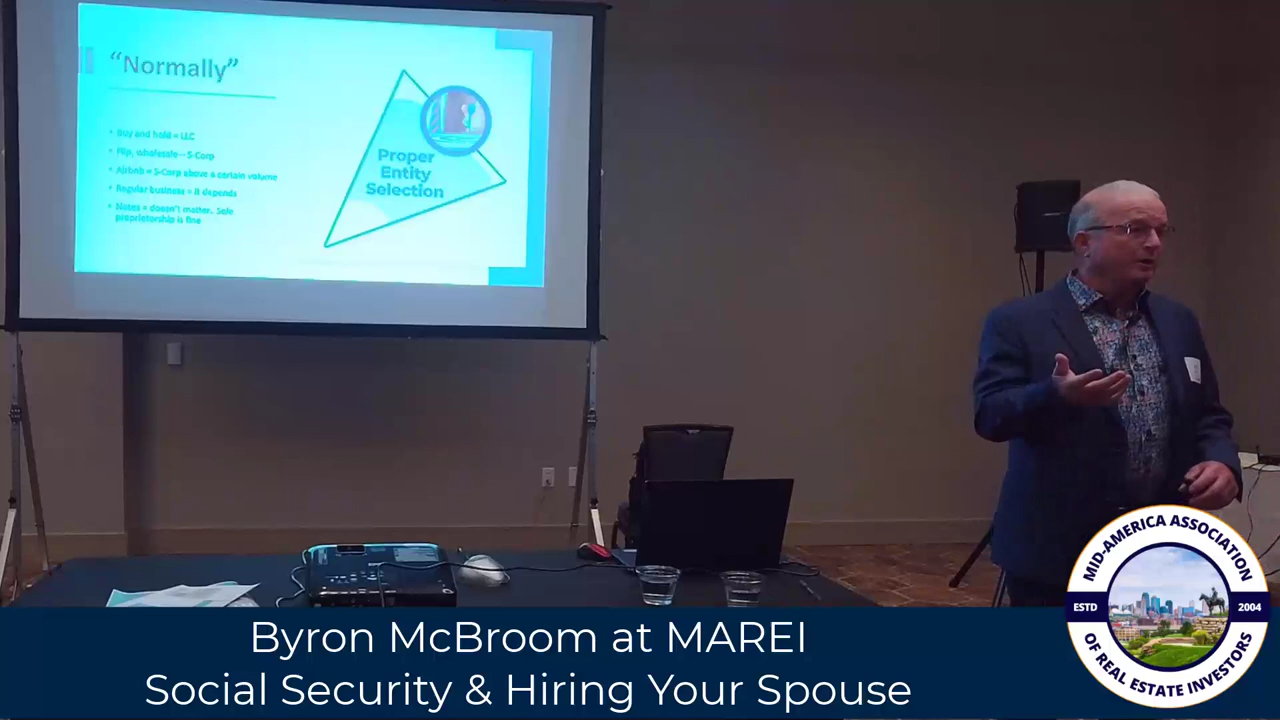 “Normally”
• Buy and hold = LLC
• Flip, wholesale – S-Corp
• Airbnb = S-Corp above a certain volume
• Regular business = it depends
• Notes = doesn't matter. Sole
proprietorship is fine
Proper
Entity
Selection
Byron McBroom at MAREI
Social Security & Hiring Your Spouse
MID-AMERICA ASSOCIATION
ESTD 2004
OF REAL ESTATE INVESTORS